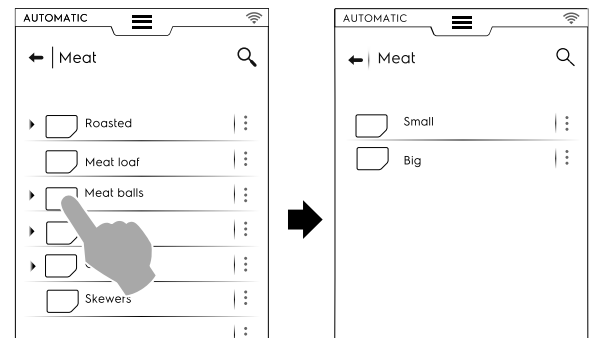 AUTOMATIC
Meat
Roasted
Meat loaf
Meat balls
Skewers
AUTOMATIC
Meat
Small
Big